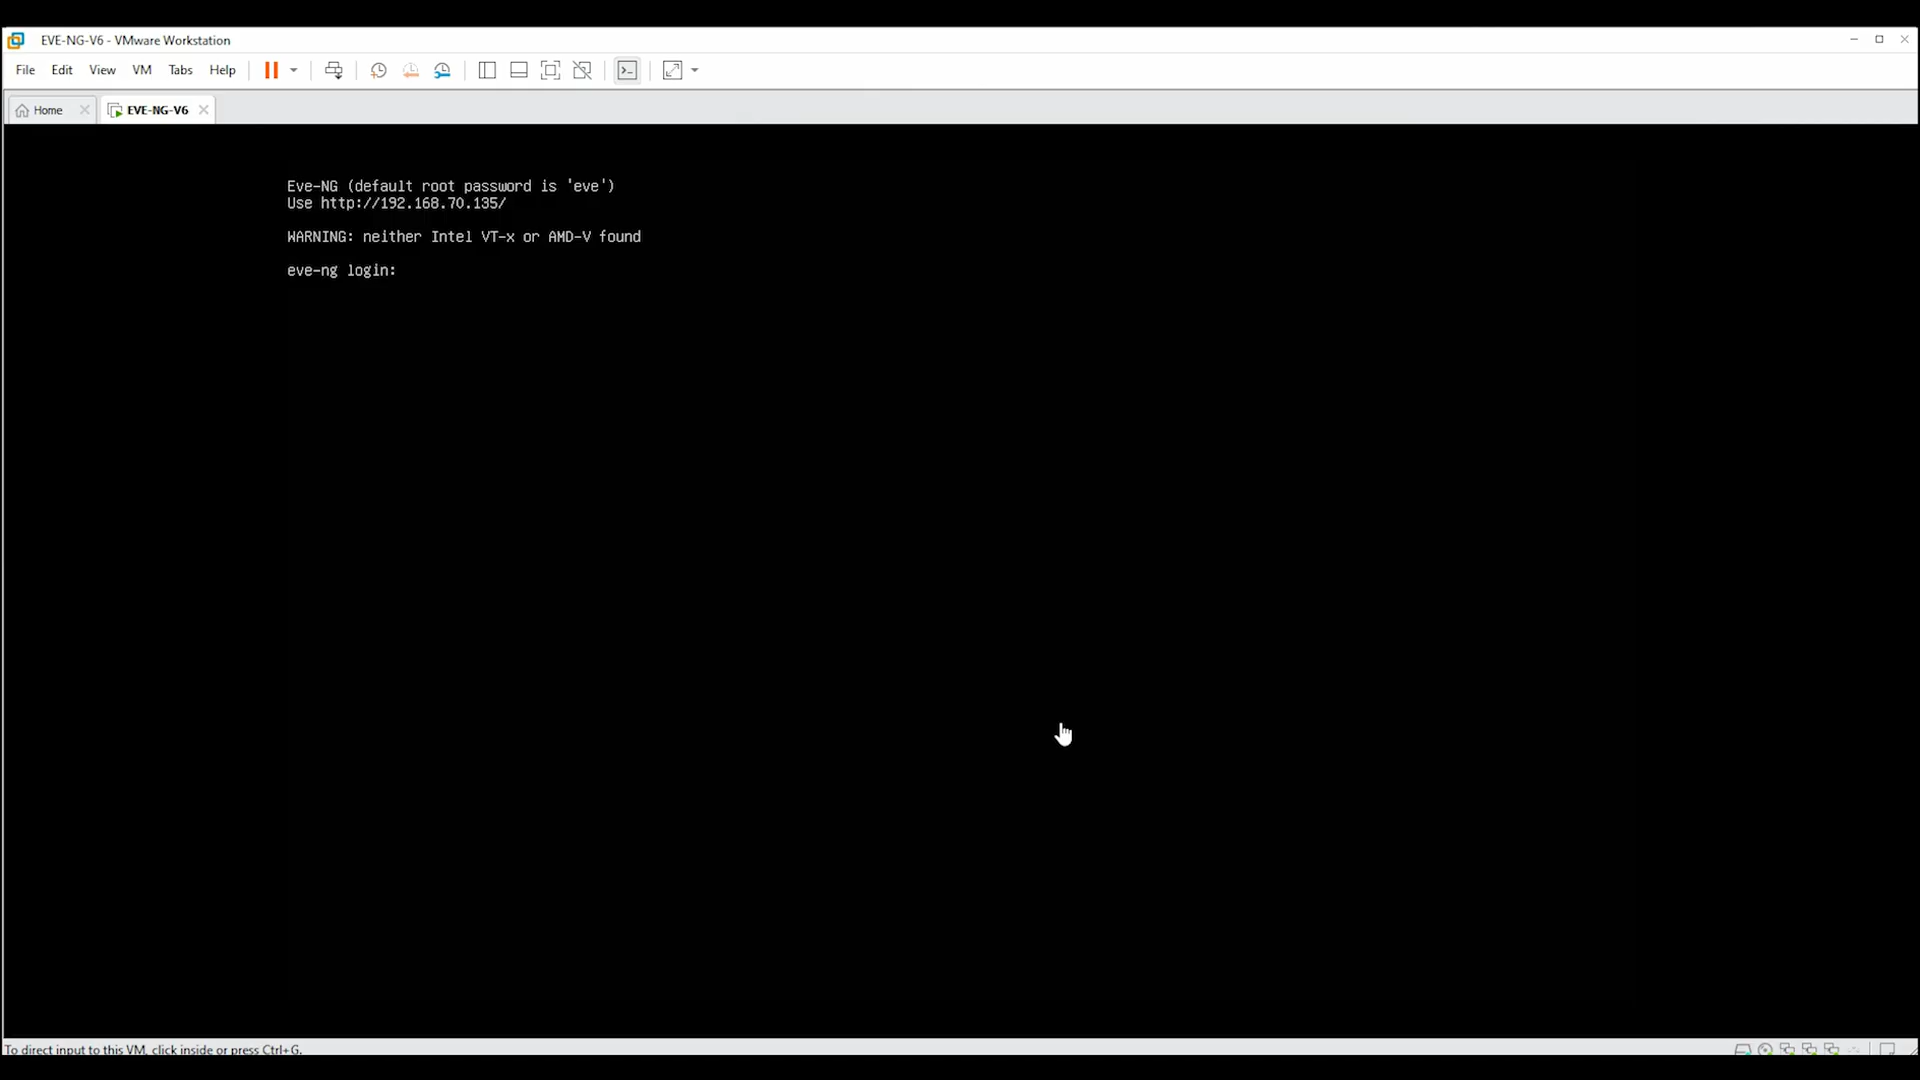 EVE-NG-V6 - VMware Workstation
File Edit View VM Tabs Help
Home EVE-NG-V6
Eve-NG (default root password is 'eve')
Use http://192.168.70.135/
WARNING: neither Intel VT-x or AMD-V found
eve-ng login:
To direct input to this VM, click inside or press Ctrl+G.